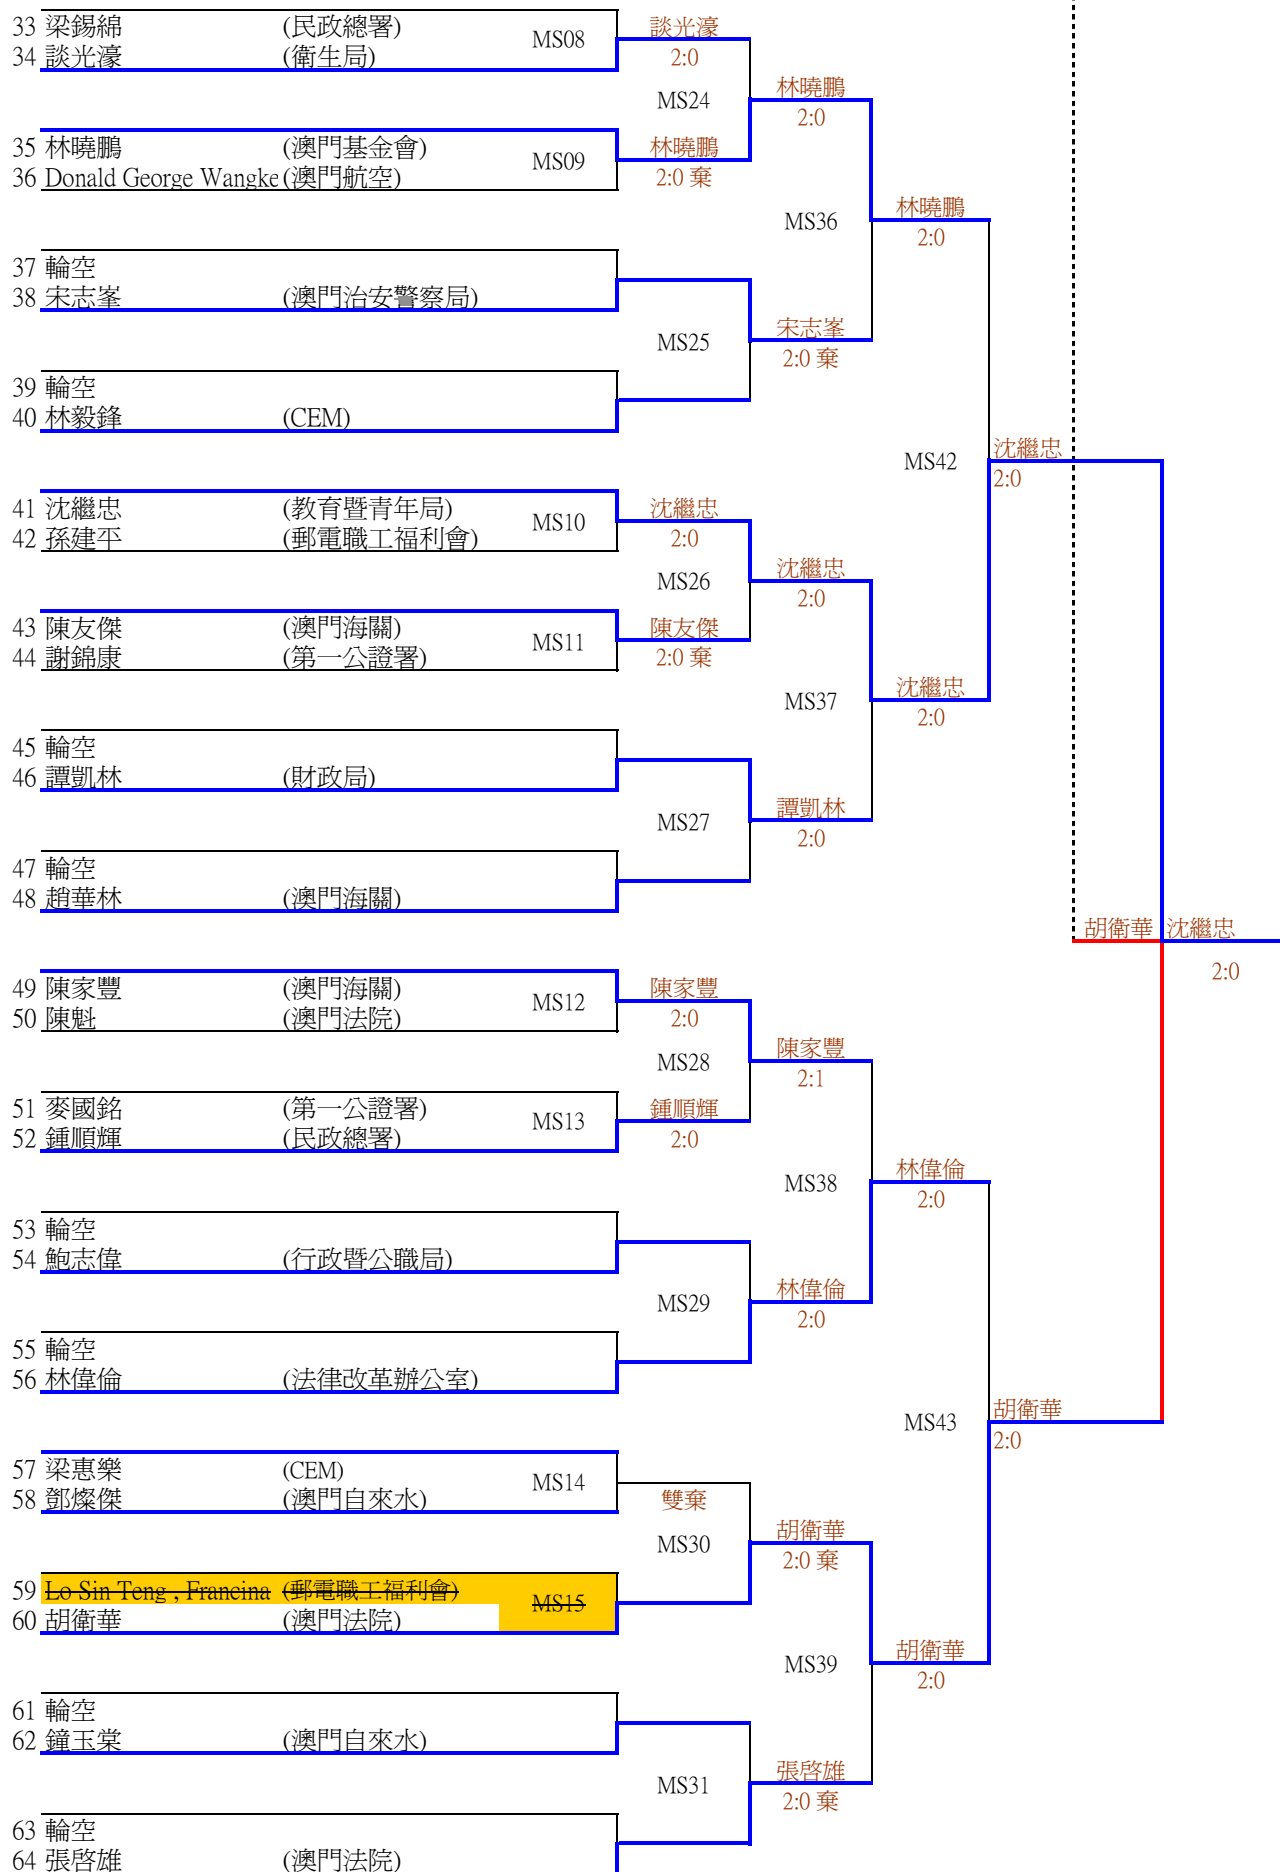 33 梁錫綿 (民政總署) MS08 談光濠
34 談光濠 (衛生局) 2:0
MS24 林曉鵬
2:0
35 林曉鵬 (澳門基金會) MS09 林曉鵬
36 Donald George Wangke (澳門航空) 2:0 棄
MS36 林曉鵬
2:0
37 輪空
38 宋志峯 (澳門治安警察局)
MS25 宋志峯
2:0 棄
39 輪空
40 林毅鋒 (CEM)
MS42 沈繼忠
2:0
41 沈繼忠 (教育暨青年局) MS10 沈繼忠
42 孫建平 (郵電職工福利會) 2:0
MS26 沈繼忠
2:0
43 陳友傑 (澳門海關) MS11 陳友傑
44 謝錦康 (第一公證署) 2:0 棄
MS37 沈繼忠
2:0
45 輪空
46 譚凱林 (財政局)
MS27 譚凱林
2:0
47 輪空
48 趙華林 (澳門海關)
胡衛華 沈繼忠
2:0
49 陳家豐 (澳門海關) MS12 陳家豐
50 陳魁 (澳門法院) 2:0
MS28 陳家豐
2:1
51 麥國銘 (第一公證署) MS13 鍾順輝
52 鍾順輝 (民政總署) 2:0
MS38 林偉倫
2:0
53 輪空
54 鮑志偉 (行政暨公職局)
MS29 林偉倫
2:0
55 輪空
56 林偉倫 (法律改革辦公室)
MS43 胡衛華
2:0
57 梁惠樂 (CEM) MS14
58 鄧燦傑 (澳門自來水) 雙棄
MS30 胡衛華
2:0 棄
59 Lo Sin Teng , Francina (郵電職工福利會) MS15
60 胡衛華 (澳門法院)
MS39 胡衛華
2:0
61 輪空
62 鐘玉棠 (澳門自來水)
MS31 張啓雄
2:0 棄
63 輪空
64 張啓雄 (澳門法院)